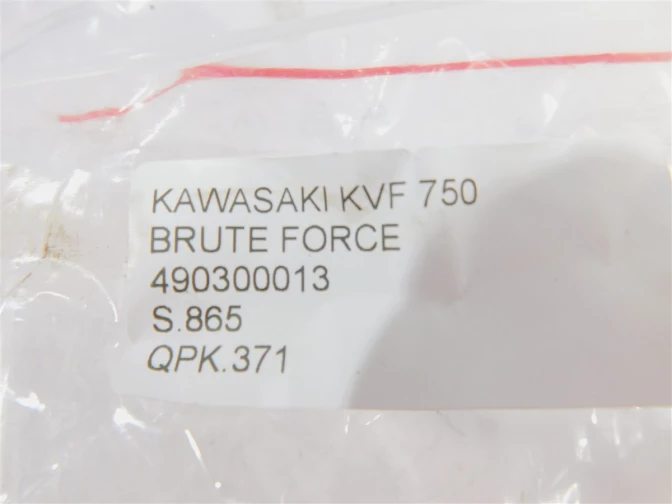 KAWASAKI KVF 750
BRUTE FORCE
490300013
S.865
QPK.371